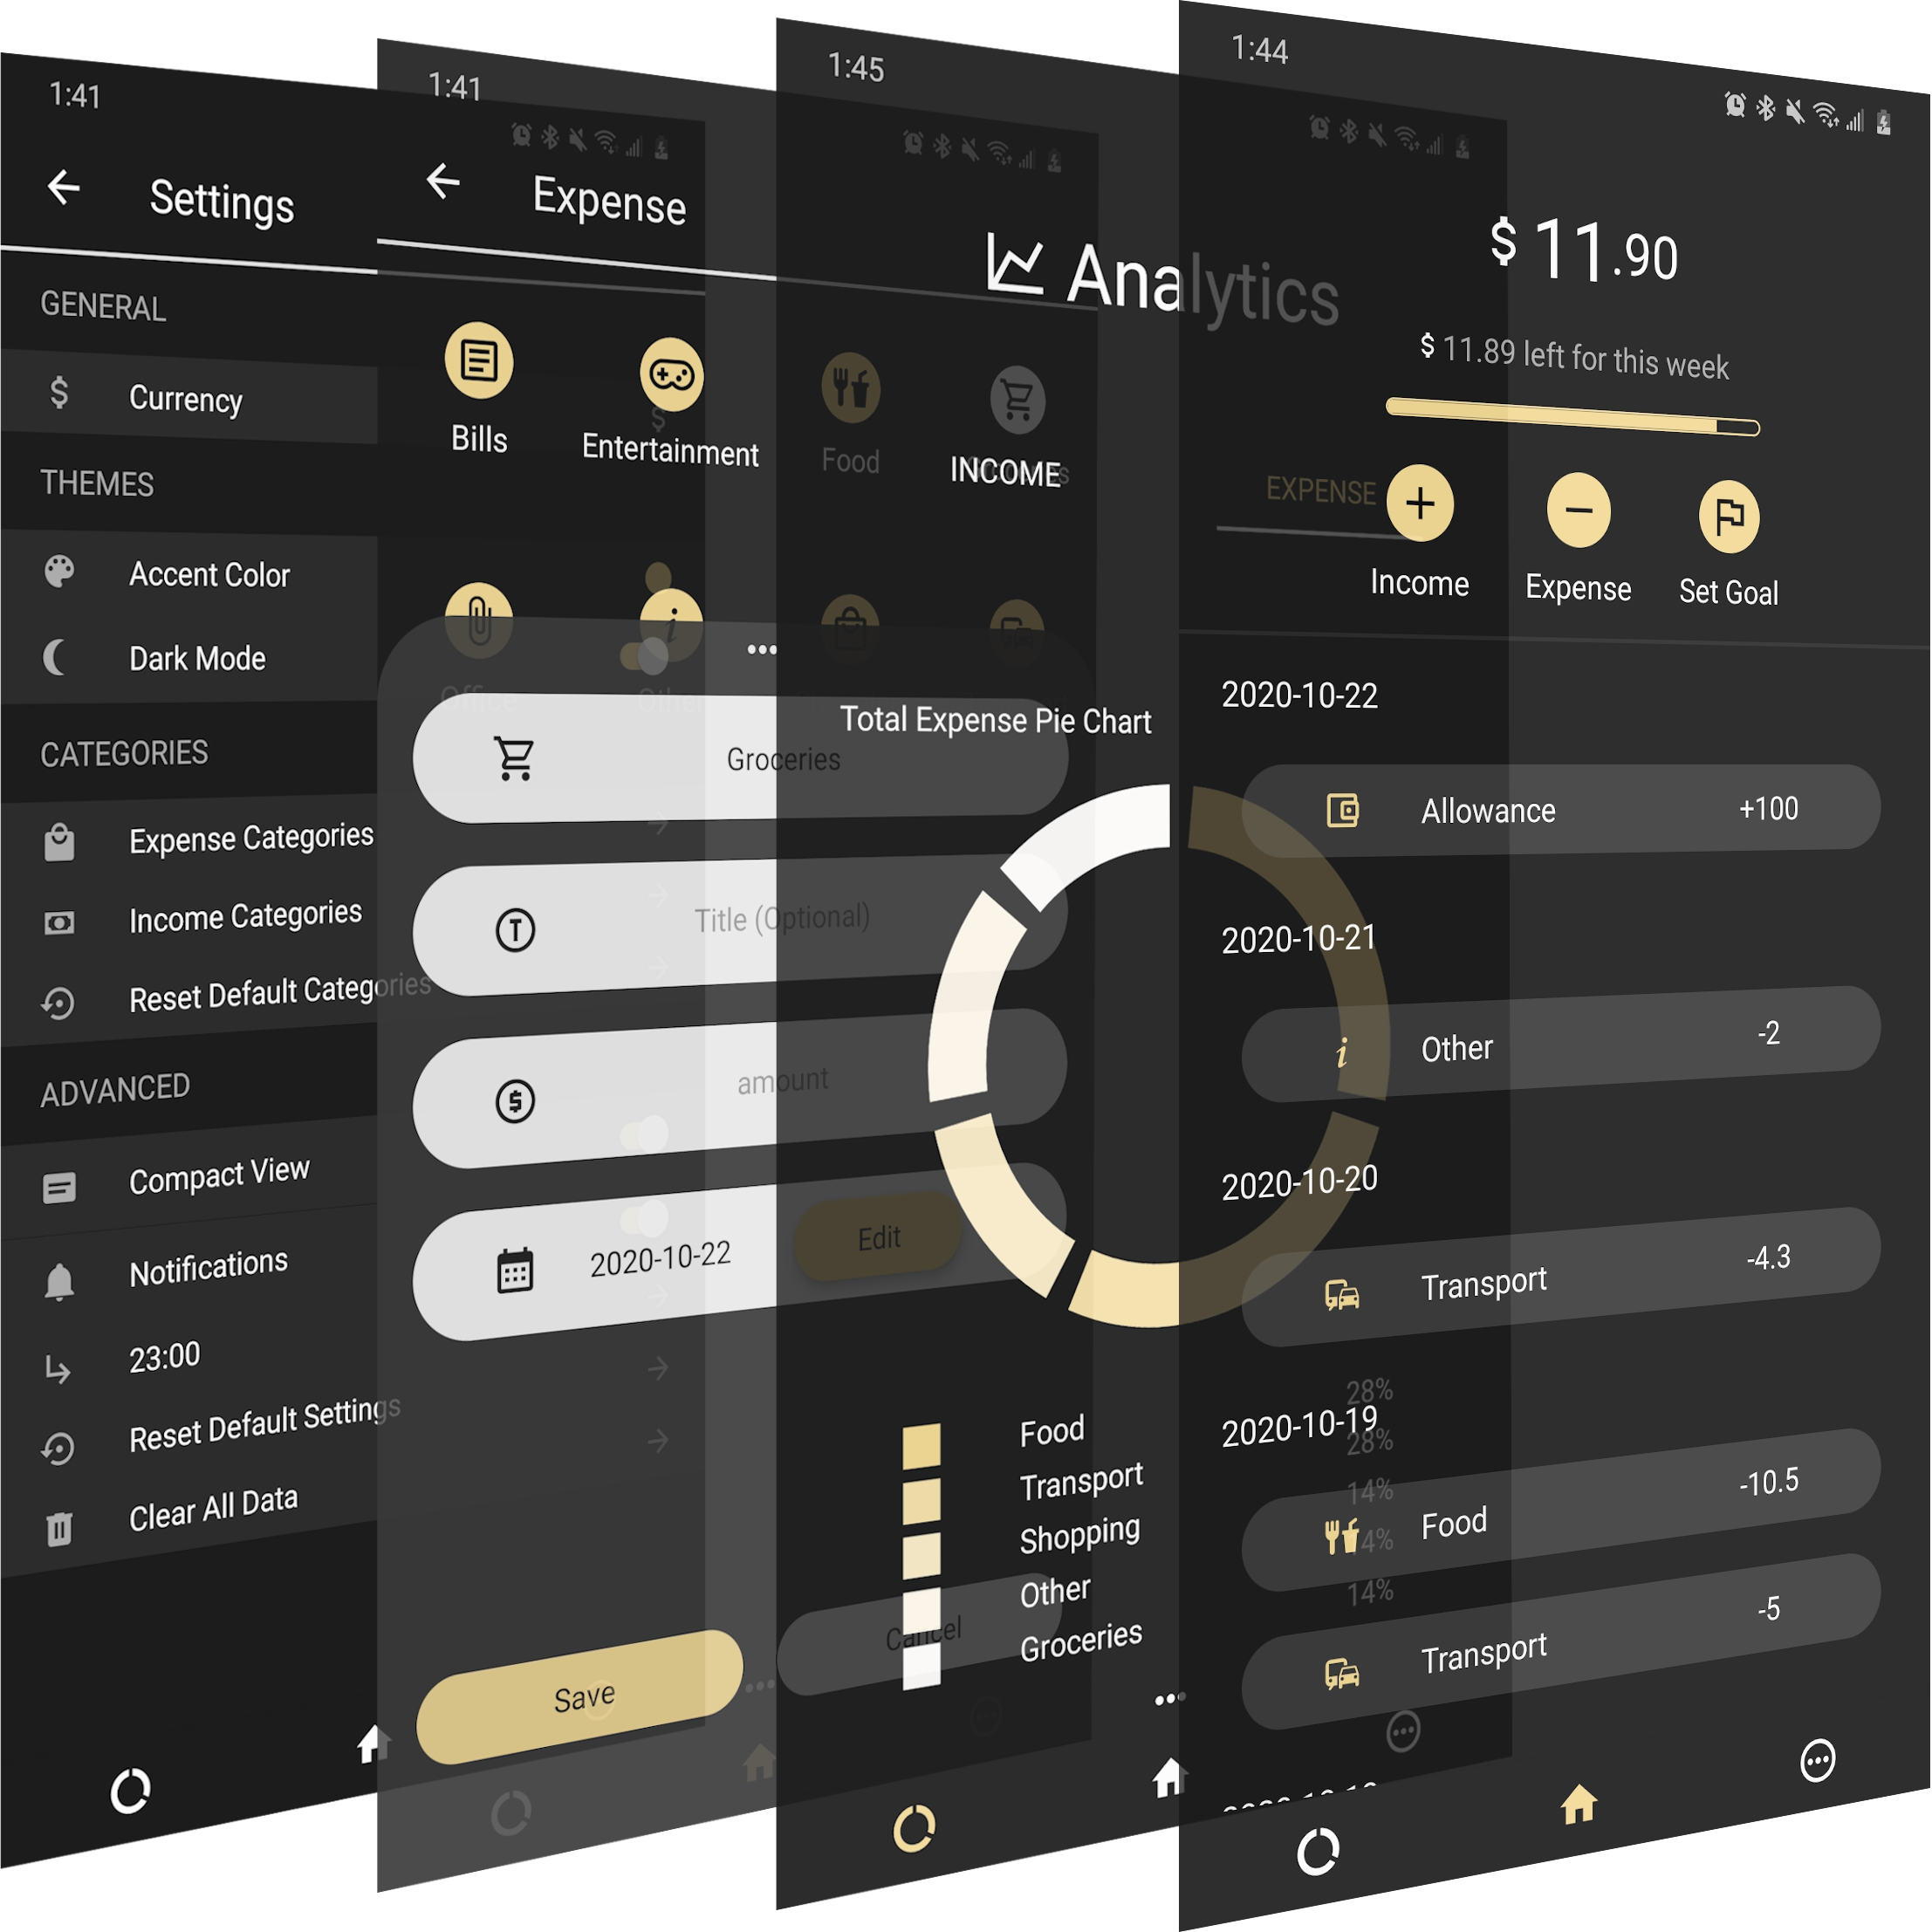 1:41
Settings
GENERAL
Currency
THEMES
Accent Color
Dark Mode
CATEGORIES
Expense Categories
Income Categories
Reset Default Categories
ADVANCED
Compact View
Notifications
23:00
Reset Default Settings
Clear All Data
1:41
Expense
Bills
Entertainment
Food
Groceries
Office
Other
Groceries
Title (Optional)
amount
2020-10-22
Edit
Save
Cancel
1:45
Analytics
INCOME
EXPENSE
Total Expense Pie Chart
Food 28%
Transport 28%
Shopping 14%
Other 14%
Groceries 14%
1:44
$ 11.90
$ 11.89 left for this week
Income
Expense
Set Goal
2020-10-22
Allowance +100
2020-10-21
Other -2
2020-10-20
Transport -4.3
2020-10-19
Food -10.5
Transport -5